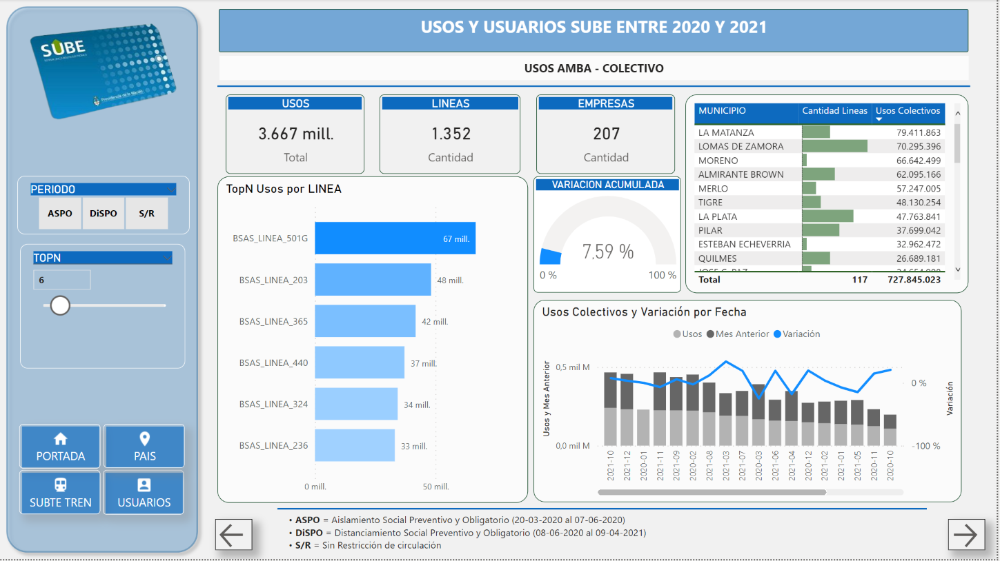 SUBE
Presidencia de la Nación
PERIODO
ASPO DiSPO S/R
TOPN
6
PORTADA PAIS
SUBTE TREN USUARIOS
USOS Y USUARIOS SUBE ENTRE 2020 Y 2021
USOS AMBA - COLECTIVO
USOS
3.667 mill.
Total
LINEAS
1.352
Cantidad
EMPRESAS
207
Cantidad
MUNICIPIO Cantidad Lineas Usos Colectivos
LA MATANZA 79.411.863
LOMAS DE ZAMORA 70.295.396
MORENO 66.642.499
ALMIRANTE BROWN 62.095.166
MERLO 57.247.005
TIGRE 48.130.254
LA PLATA 47.763.841
PILAR 37.699.042
ESTEBAN ECHEVERRIA 32.962.472
QUILMES 26.689.181
Total 117 727.845.023
TopN Usos por LINEA
BSAS_LINEA_501G 67 mill.
BSAS_LINEA_203 48 mill.
BSAS_LINEA_365 42 mill.
BSAS_LINEA_440 37 mill.
BSAS_LINEA_324 34 mill.
BSAS_LINEA_236 33 mill.
0 mill. 50 mill.
VARIACION ACUMULADA
7,59 %
0 % 100 %
Usos Colectivos y Variación por Fecha
Usos Mes Anterior Variación
Usos y Mes Anterior
0,5 mil M
0,0 mil M
0 %
-100 %
Variación
2021-10 2021-12 2020-01 2021-11 2021-09 2020-02 2021-08 2021-03 2021-07 2020-03 2021-06 2021-04 2020-12 2021-02 2021-01 2021-05 2020-11 2020-10
• ASPO = Aislamiento Social Preventivo y Obligatorio (20-03-2020 al 07-06-2020)
• DiSPO = Distanciamiento Social Preventivo y Obligatorio (08-06-2020 al 09-04-2021)
• S/R = Sin Restricción de circulación